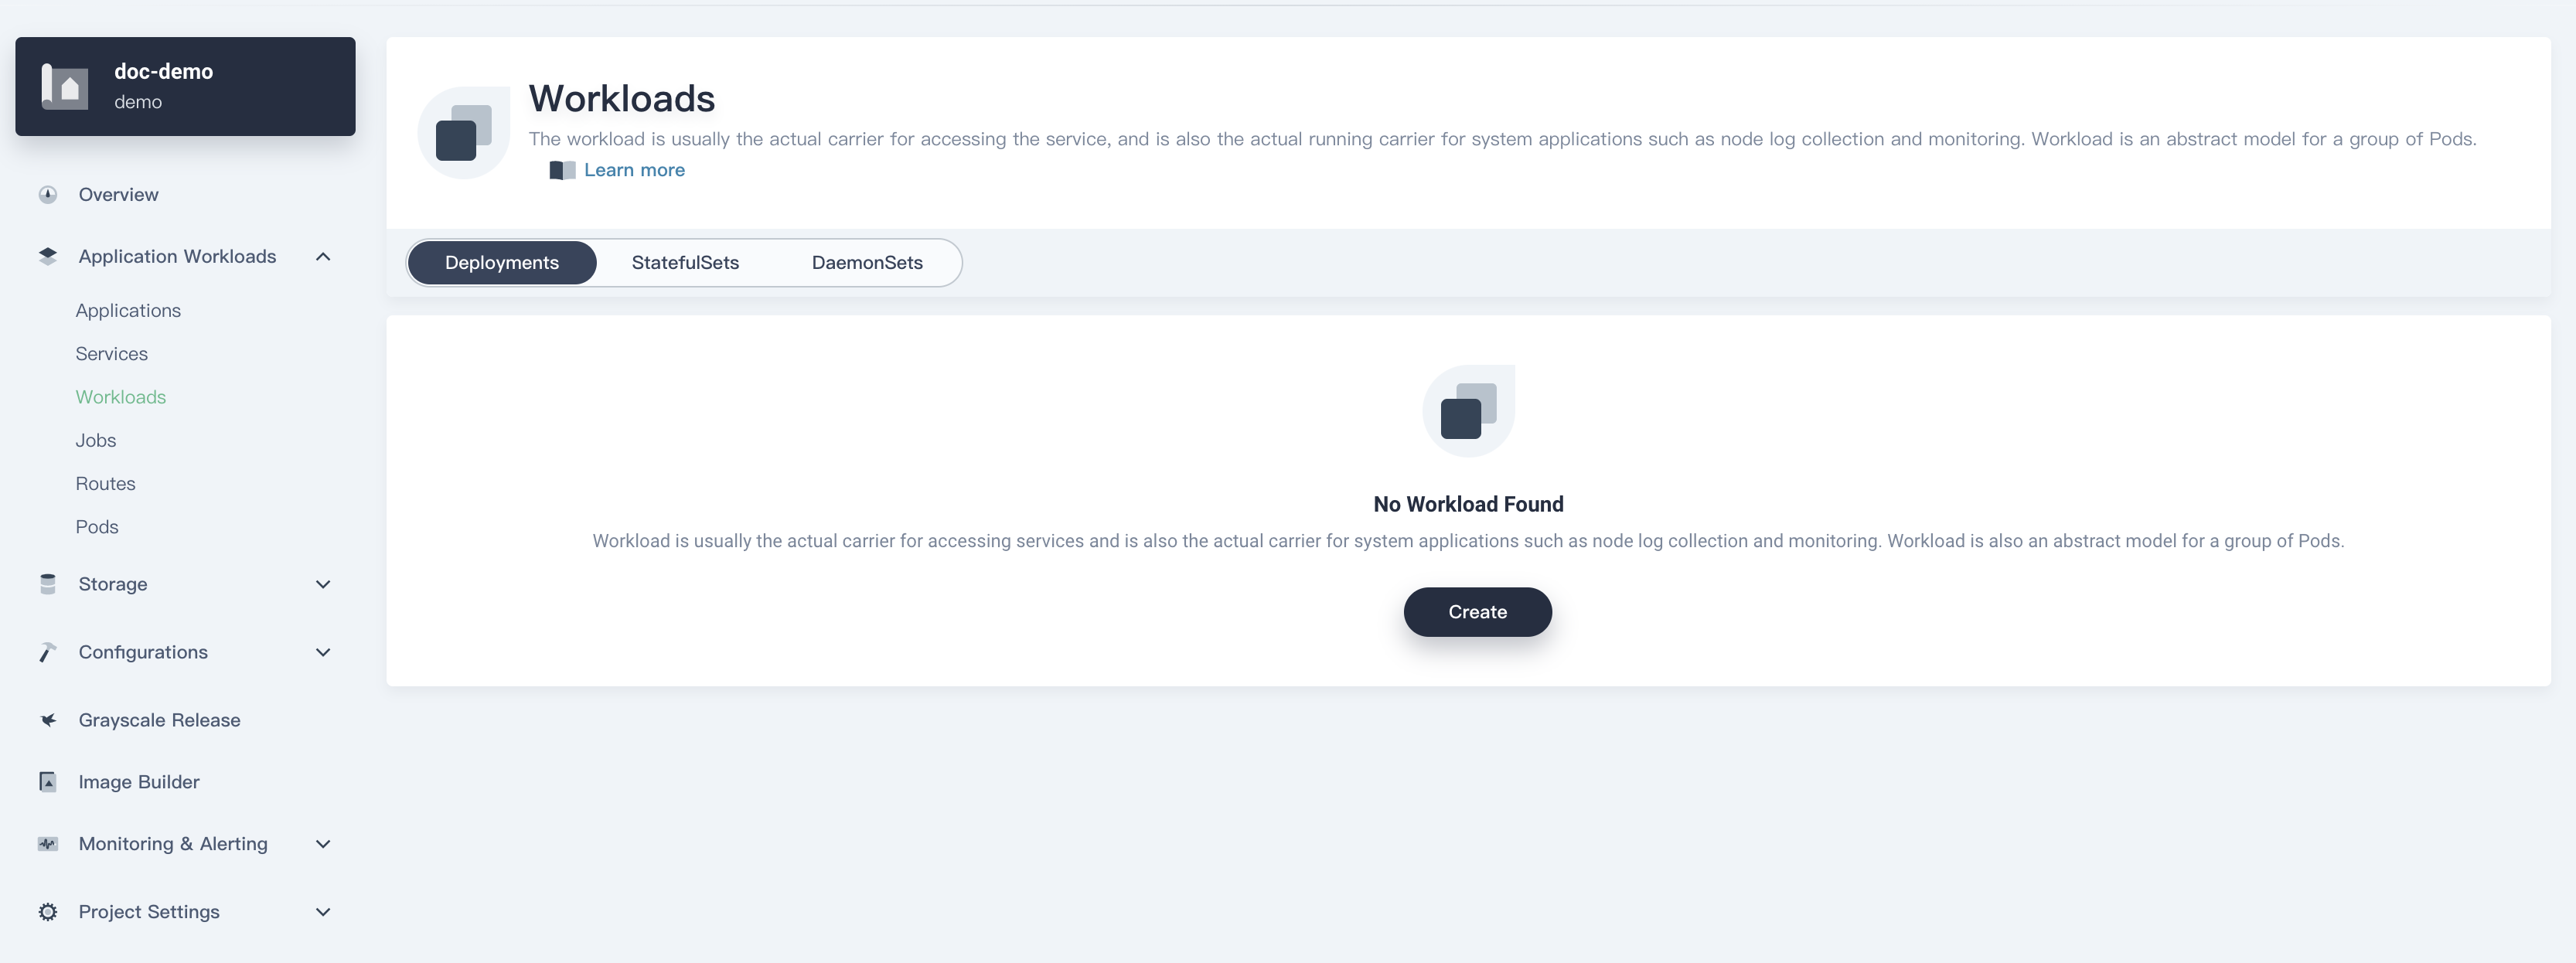 doc-demo
demo
Overview
Application Workloads
Applications
Services
Workloads
Jobs
Routes
Pods
Storage
Configurations
Grayscale Release
Image Builder
Monitoring & Alerting
Project Settings
Workloads
The workload is usually the actual carrier for accessing the service, and is also the actual running carrier for system applications such as node log collection and monitoring. Workload is an abstract model for a group of Pods.
Learn more
Deployments StatefulSets DaemonSets
No Workload Found
Workload is usually the actual carrier for accessing services and is also the actual carrier for system applications such as node log collection and monitoring. Workload is also an abstract model for a group of Pods.
Create